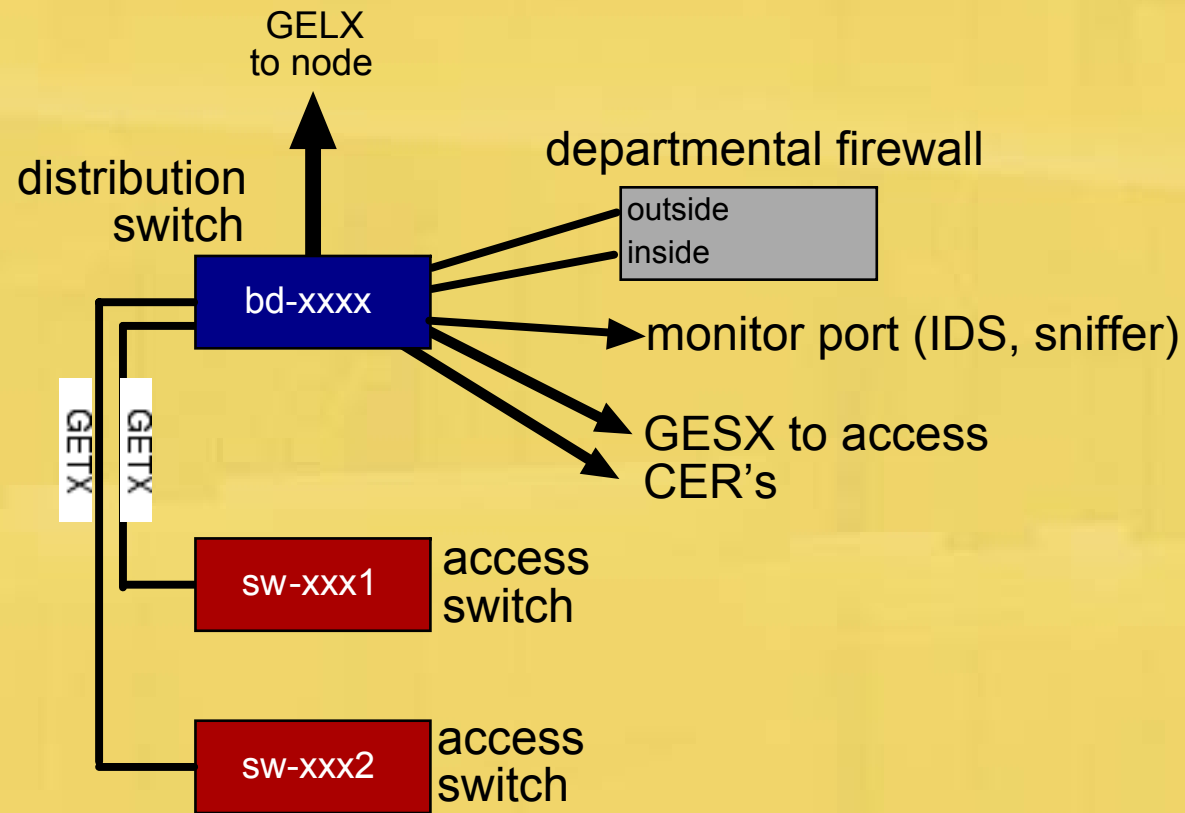 GELX
to node
distribution
switch
departmental firewall
outside
inside
bd-xxxx
monitor port (IDS, sniffer)
GESX to access
CER’s
GETX
GETX
sw-xxx1
access
switch
sw-xxx2
access
switch